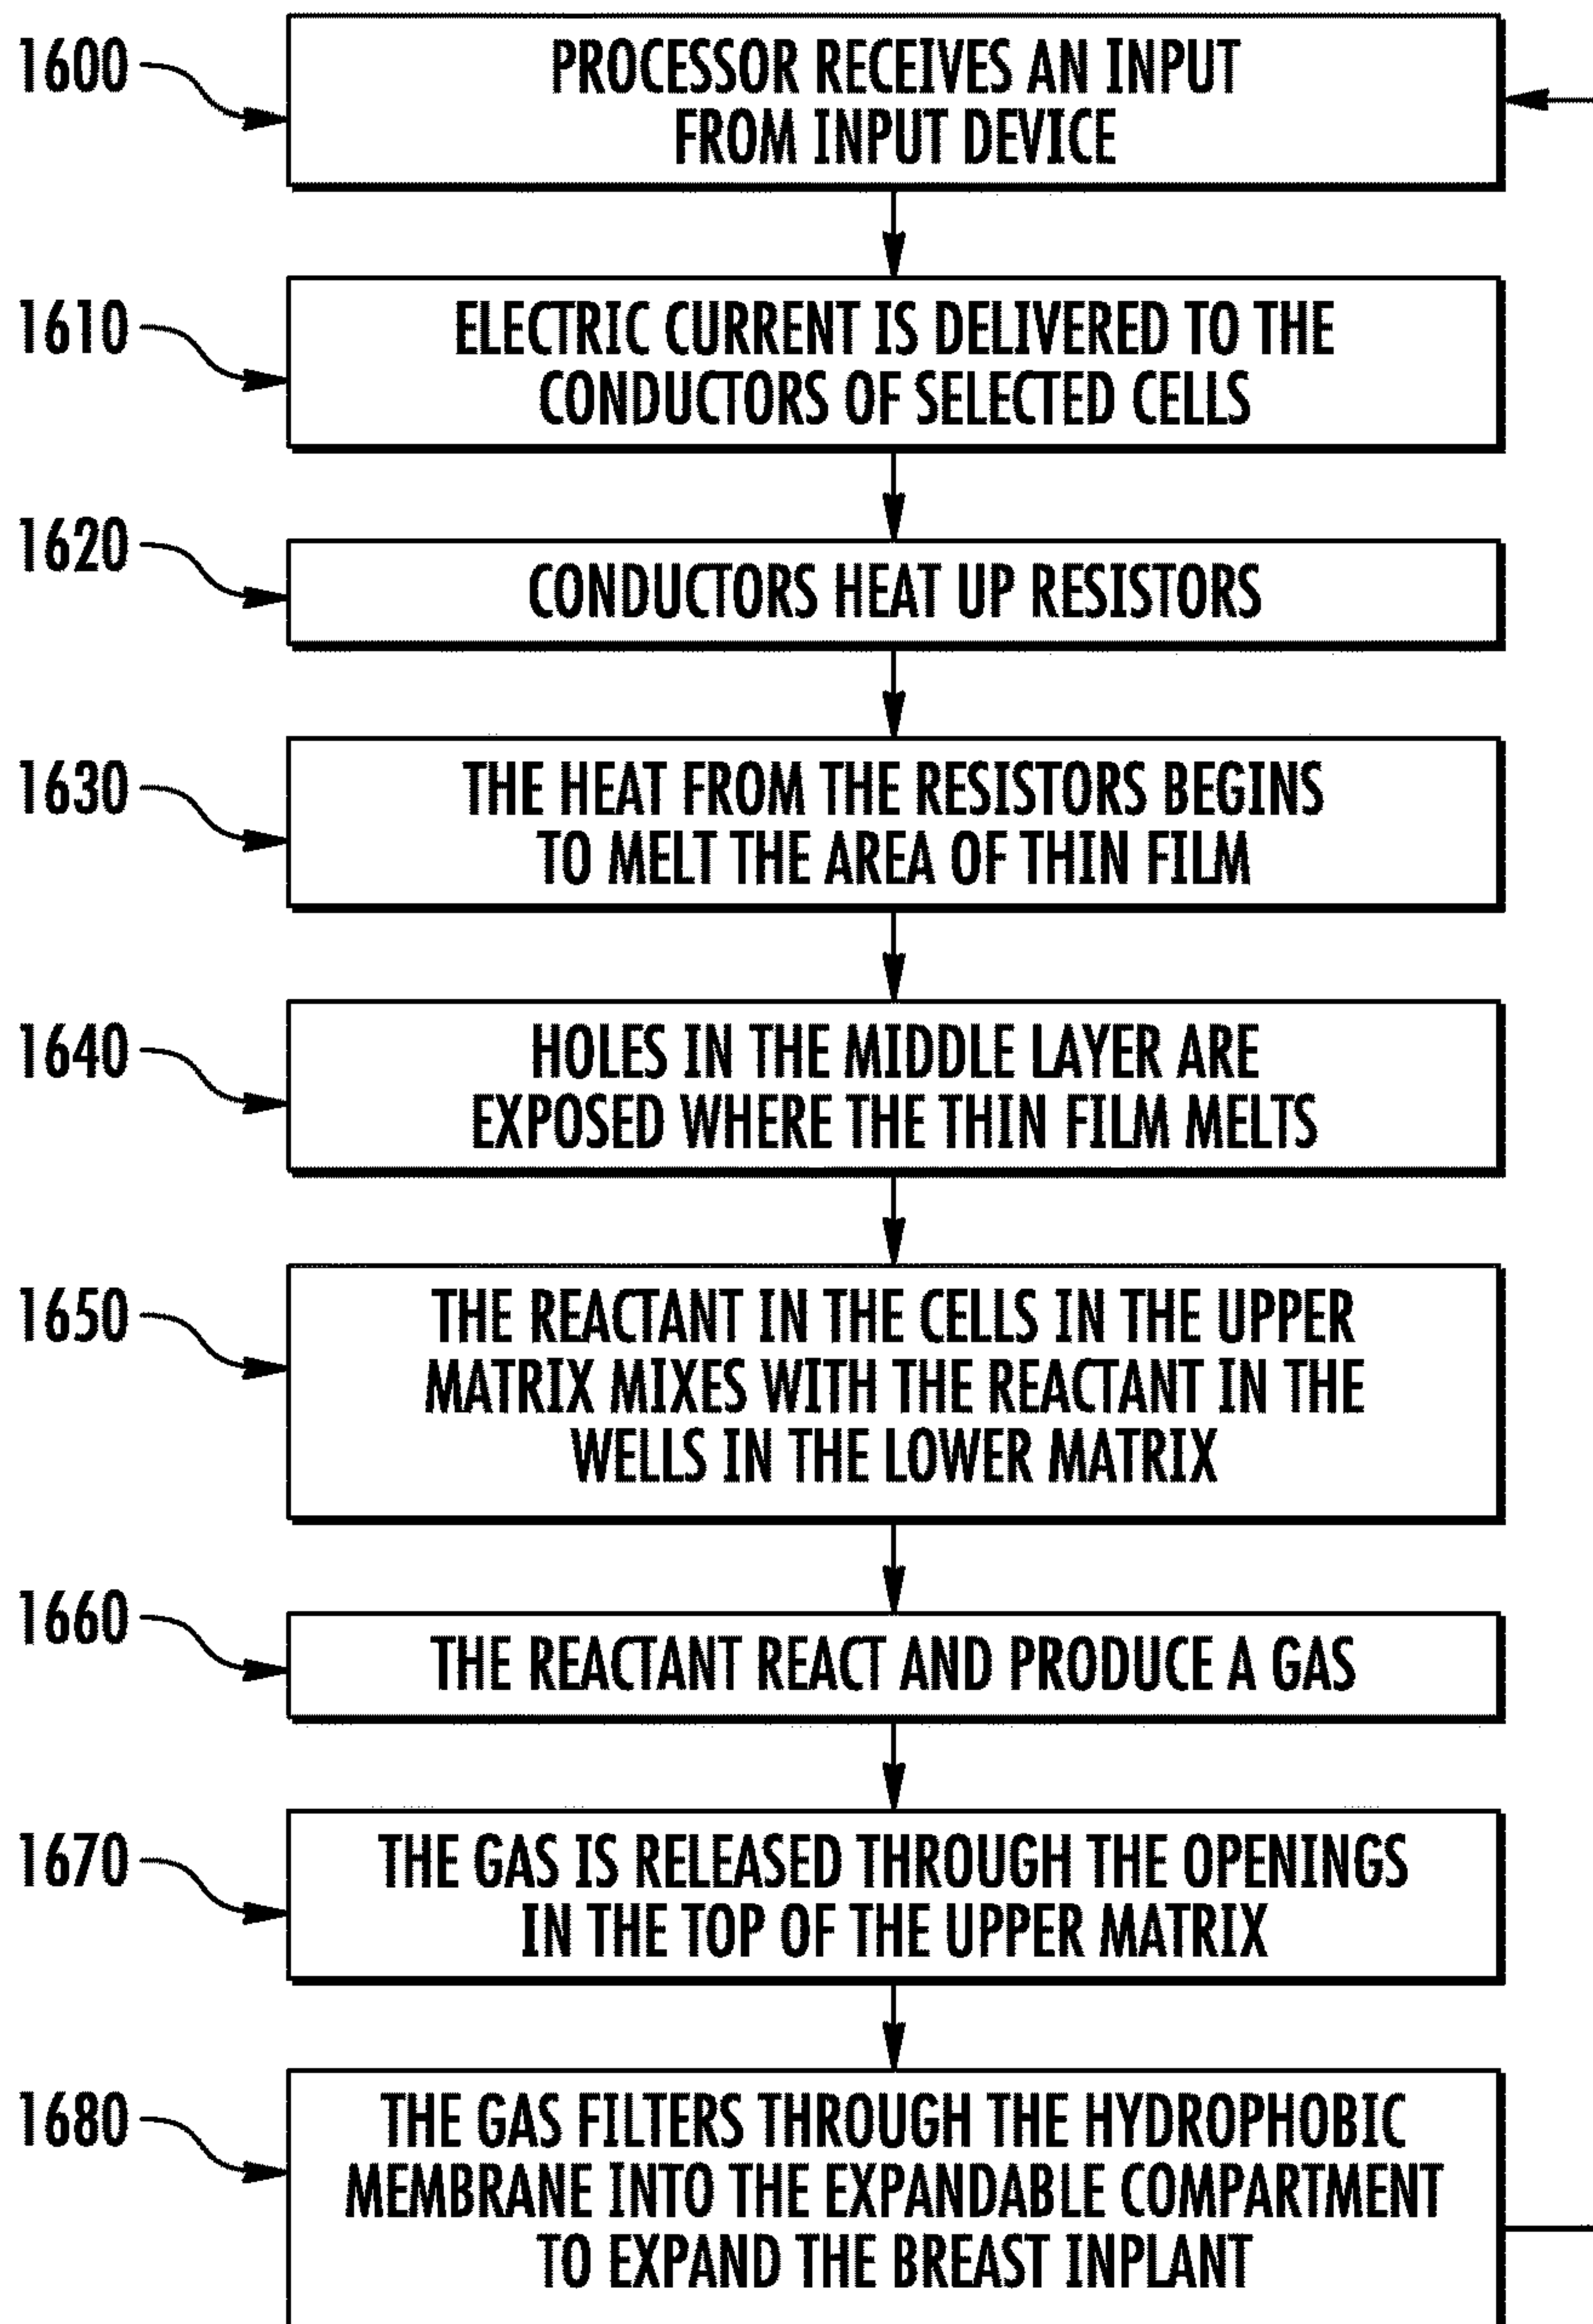 1600
PROCESSOR RECEIVES AN INPUT
FROM INPUT DEVICE
1610
ELECTRIC CURRENT IS DELIVERED TO THE
CONDUCTORS OF SELECTED CELLS
1620
CONDUCTORS HEAT UP RESISTORS
1630
THE HEAT FROM THE RESISTORS BEGINS
TO MELT THE AREA OF THIN FILM
1640
HOLES IN THE MIDDLE LAYER ARE
EXPOSED WHERE THE THIN FILM MELTS
1650
THE REACTANT IN THE CELLS IN THE UPPER
MATRIX MIXES WITH THE REACTANT IN THE
WELLS IN THE LOWER MATRIX
1660
THE REACTANT REACT AND PRODUCE A GAS
1670
THE GAS IS RELEASED THROUGH THE OPENINGS
IN THE TOP OF THE UPPER MATRIX
1680
THE GAS FILTERS THROUGH THE HYDROPHOBIC
MEMBRANE INTO THE EXPANDABLE COMPARTMENT
TO EXPAND THE BREAST INPLANT